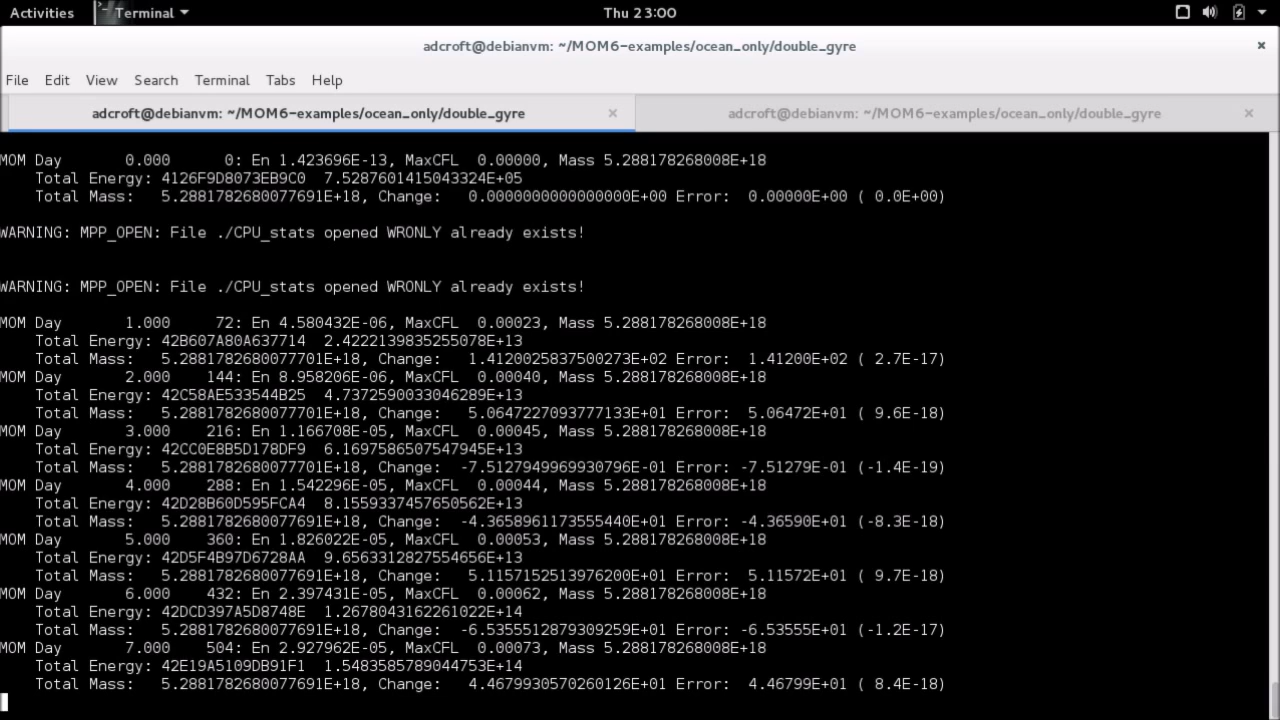 Activities Terminal Thu 23:00
adcroft@debianvm: ~/MOM6-examples/ocean_only/double_gyre
File Edit View Search Terminal Tabs Help
adcroft@debianvm: ~/MOM6-examples/ocean_only/double_gyre adcroft@debianvm: ~/MOM6-examples/ocean_only/double_gyre
MOM Day 0.000 0: En 1.423696E-13, MaxCFL 0.00000, Mass 5.288178268008E+18
Total Energy: 4126F9D8073EB9C0 7.5287601415043324E+05
Total Mass: 5.2881782680077691E+18, Change: 0.0000000000000000E+00 Error: 0.00000E+00 ( 0.0E+00)
WARNING: MPP_OPEN: File ./CPU_stats opened WRONLY already exists!
WARNING: MPP_OPEN: File ./CPU_stats opened WRONLY already exists!
MOM Day 1.000 72: En 4.580432E-06, MaxCFL 0.00023, Mass 5.288178268008E+18
Total Energy: 42B607A80A637714 2.4222139835255078E+13
Total Mass: 5.2881782680077701E+18, Change: 1.4120025837500273E+02 Error: 1.41200E+02 ( 2.7E-17)
MOM Day 2.000 144: En 8.958206E-06, MaxCFL 0.00040, Mass 5.288178268008E+18
Total Energy: 42C58AE533544B25 4.7372590033046289E+13
Total Mass: 5.2881782680077701E+18, Change: 5.0647227093777133E+01 Error: 5.06472E+01 ( 9.6E-18)
MOM Day 3.000 216: En 1.166708E-05, MaxCFL 0.00045, Mass 5.288178268008E+18
Total Energy: 42CC0E8B5D178DF9 6.1697586507547945E+13
Total Mass: 5.2881782680077701E+18, Change: -7.5127949969930796E-01 Error: -7.51279E-01 (-1.4E-19)
MOM Day 4.000 288: En 1.542296E-05, MaxCFL 0.00044, Mass 5.288178268008E+18
Total Energy: 42D28B60D595FCA4 8.1559337457650562E+13
Total Mass: 5.2881782680077691E+18, Change: -4.3658961173555440E+01 Error: -4.36590E+01 (-8.3E-18)
MOM Day 5.000 360: En 1.826022E-05, MaxCFL 0.00053, Mass 5.288178268008E+18
Total Energy: 42D5F4B97D6728AA 9.6563312827554656E+13
Total Mass: 5.2881782680077691E+18, Change: 5.1157152513976200E+01 Error: 5.11572E+01 ( 9.7E-18)
MOM Day 6.000 432: En 2.397431E-05, MaxCFL 0.00062, Mass 5.288178268008E+18
Total Energy: 42DCD397A5D8748E 1.2678043162261022E+14
Total Mass: 5.2881782680077691E+18, Change: -6.5355512879309259E+01 Error: -6.53555E+01 (-1.2E-17)
MOM Day 7.000 504: En 2.927962E-05, MaxCFL 0.00073, Mass 5.288178268008E+18
Total Energy: 42E19A5109DB91F1 1.5483585789044753E+14
Total Mass: 5.2881782680077691E+18, Change: 4.4679930570260126E+01 Error: 4.46799E+01 ( 8.4E-18)